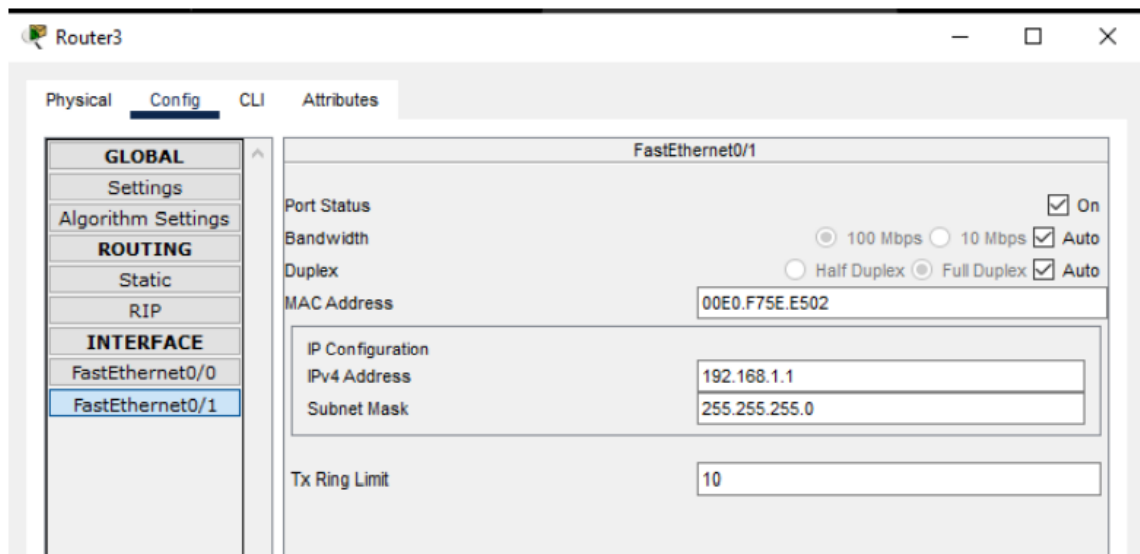 Router3
Physical Config CLI Attributes
GLOBAL
Settings
Algorithm Settings
ROUTING
Static
RIP
INTERFACE
FastEthernet0/0
FastEthernet0/1
FastEthernet0/1
Port Status On
Bandwidth 100 Mbps 10 Mbps Auto
Duplex Half Duplex Full Duplex Auto
MAC Address 00E0.F75E.E502
IP Configuration
IPv4 Address 192.168.1.1
Subnet Mask 255.255.255.0
Tx Ring Limit 10